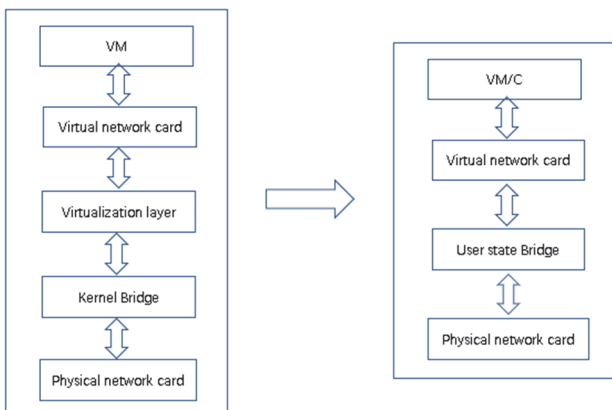 VM
Virtual network card
Virtualization layer
Kernel Bridge
Physical network card
VM/C
Virtual network card
User state Bridge
Physical network card